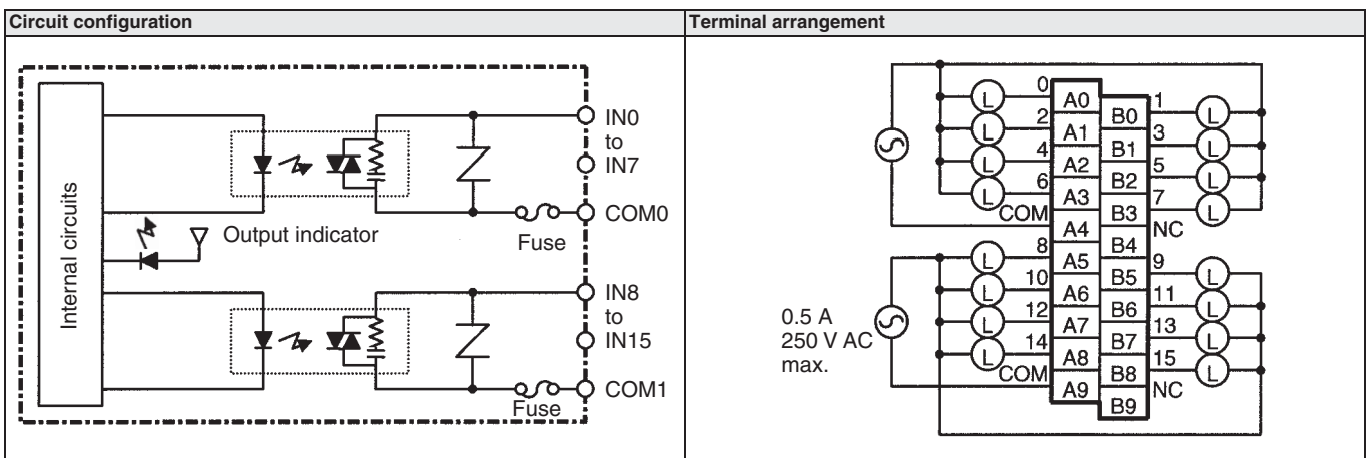 Circuit configuration
Internal circuits
Output indicator
IN0
to
IN7
COM0
Fuse
IN8
to
IN15
COM1
Fuse
Terminal arrangement
0.5 A
250 V AC
max.
L 0 A0
B0 1 L
L 2 A1
B1 3 L
L 4 A2
B2 5 L
L 6 A3
B3 7 L
COM A4
B4 NC
L 8 A5
B5 9 L
L 10 A6
B6 11 L
L 12 A7
B7 13 L
L 14 A8
B8 15 L
COM A9
B9 NC